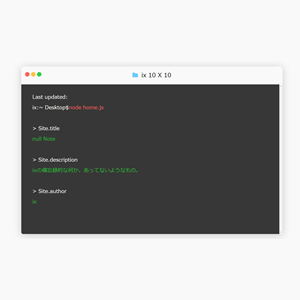 ix 10 X 10
Last updated:
ix:~ Desktop$node home.js
> Site.title
null Note
> Site.description
ixの備忘録的な何か。あってないようなもの。
> Site.author
ix